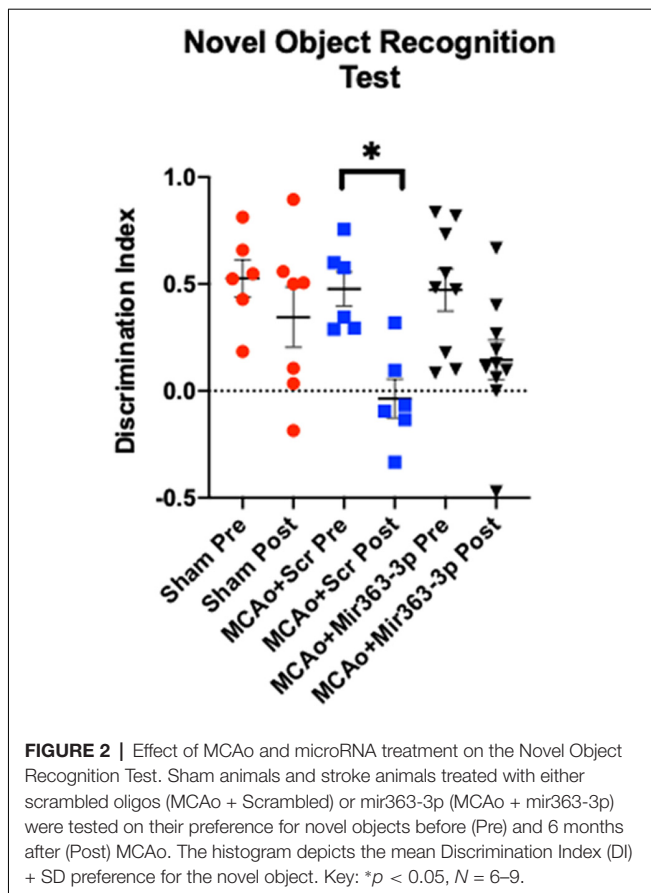 Novel Object Recognition
Test
*
Discrimination Index
1.0
0.5
0.0
-0.5
Sham Pre
Sham Post
MCAo+Scr Pre
MCAo+Scr Post
MCAo+Mir363-3p Pre
MCAo+Mir363-3p Post
FIGURE 2 | Effect of MCAo and microRNA treatment on the Novel Object
Recognition Test. Sham animals and stroke animals treated with either
scrambled oligos (MCAo + Scrambled) or mir363-3p (MCAo + mir363-3p)
were tested on their preference for novel objects before (Pre) and 6 months
after (Post) MCAo. The histogram depicts the mean Discrimination Index (DI)
+ SD preference for the novel object. Key: *p < 0.05, N = 6–9.